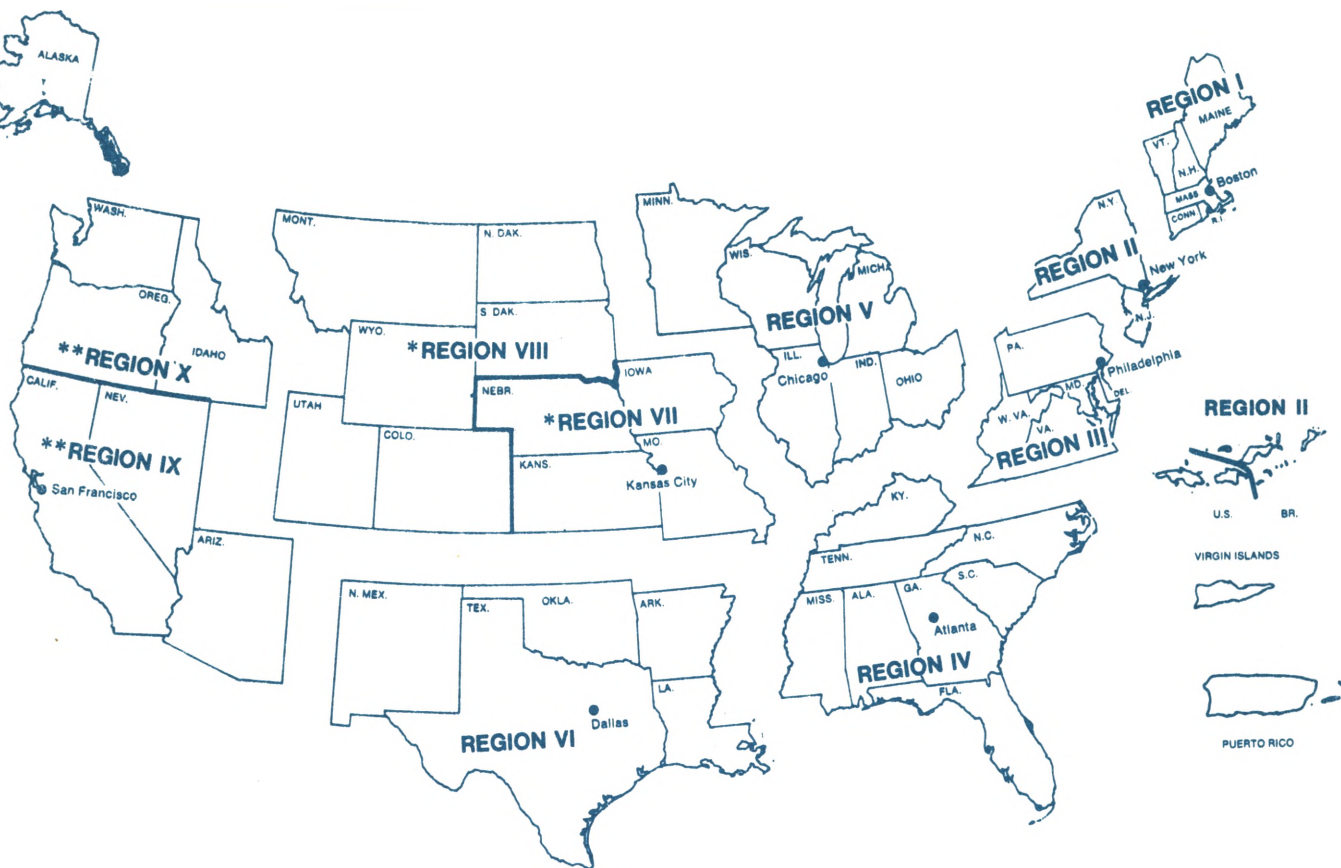 ALASKA
REGION I
MAINE
VT.
N.H.
MASS
Boston
CONN
R.I.
N.Y.
REGION II
New York
N.J.
WASH.
OREG.
IDAHO
**REGION X
MONT.
N. DAK.
S DAK.
WYO.
*REGION VIII
UTAH
COLO.
MINN.
WIS.
MICH.
REGION V
ILL.
IND.
OHIO
Chicago
IOWA
NEBR.
*REGION VII
MO.
KANS.
Kansas City
CALIF.
NEV.
**REGION IX
San Francisco
ARIZ.
PA.
Philadelphia
MD.
DEL.
W. VA.
VA.
REGION III
REGION II
U.S. BR.
VIRGIN ISLANDS
PUERTO RICO
KY.
TENN.
N.C.
S.C.
MISS.
ALA.
GA.
Atlanta
REGION IV
FLA.
N. MEX.
TEX.
OKLA.
ARK.
LA.
Dallas
REGION VI